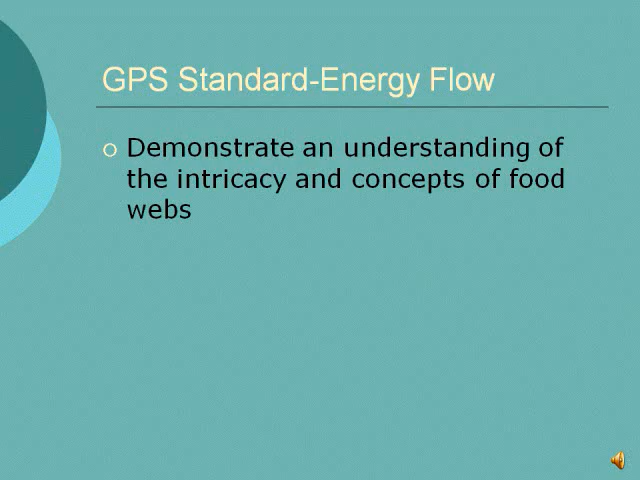 GPS Standard-Energy Flow
Demonstrate an understanding of
the intricacy and concepts of food
webs